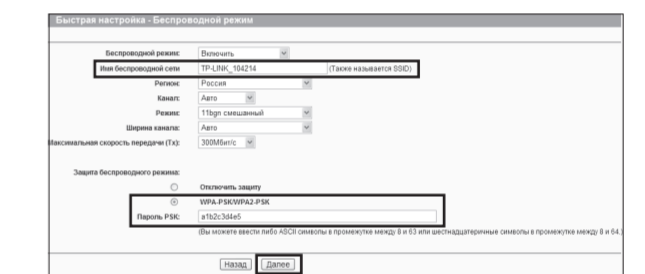 Быстрая настройка - Беспроводной режим
Беспроводной режим: Включить
Имя беспроводной сети TP-LINK_104214 (Также называется SSID)
Регион: Россия
Канал: Авто
Режим: 11bgn смешанный
Ширина канала: Авто
Максимальная скорость передачи (Tx): 300Мбит/с
Защита беспроводного режима:
Отключить защиту
WPA-PSK/WPA2-PSK
Пароль PSK: a1b2c3d4e5
(Вы можете ввести либо ASCII символы в промежутке между 8 и 63 или шестнадцатеричные символы в промежутке между 8 и 64.)
Назад Далее